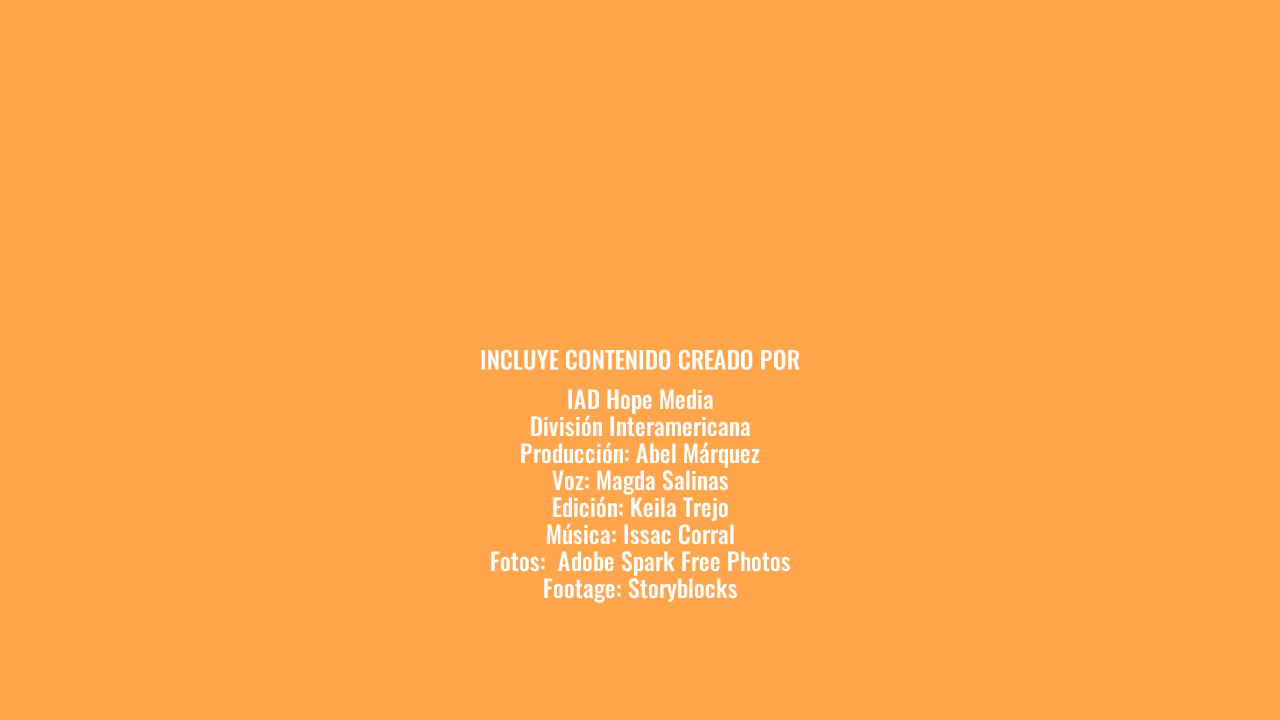 INCLUYE CONTENIDO CREADO POR
IAD Hope Media
División Interamericana
Producción: Abel Márquez
Voz: Magda Salinas
Edición: Keila Trejo
Música: Issac Corral
Fotos:  Adobe Spark Free Photos
Footage: Storyblocks